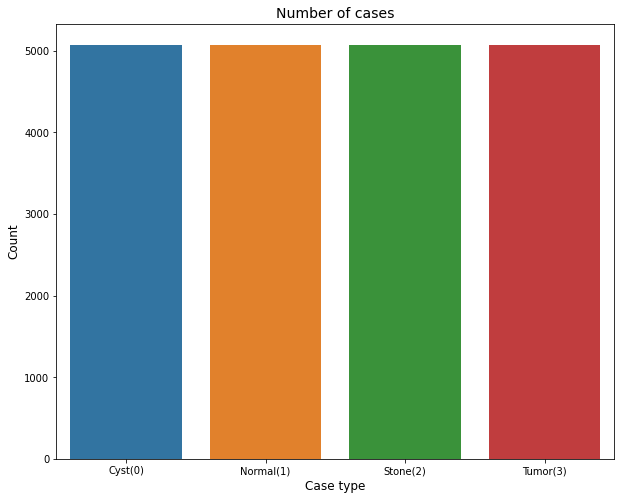 Number of cases
5000
4000
3000
2000
1000
0
Count
Cyst(0) Normal(1) Stone(2) Tumor(3)
Case type